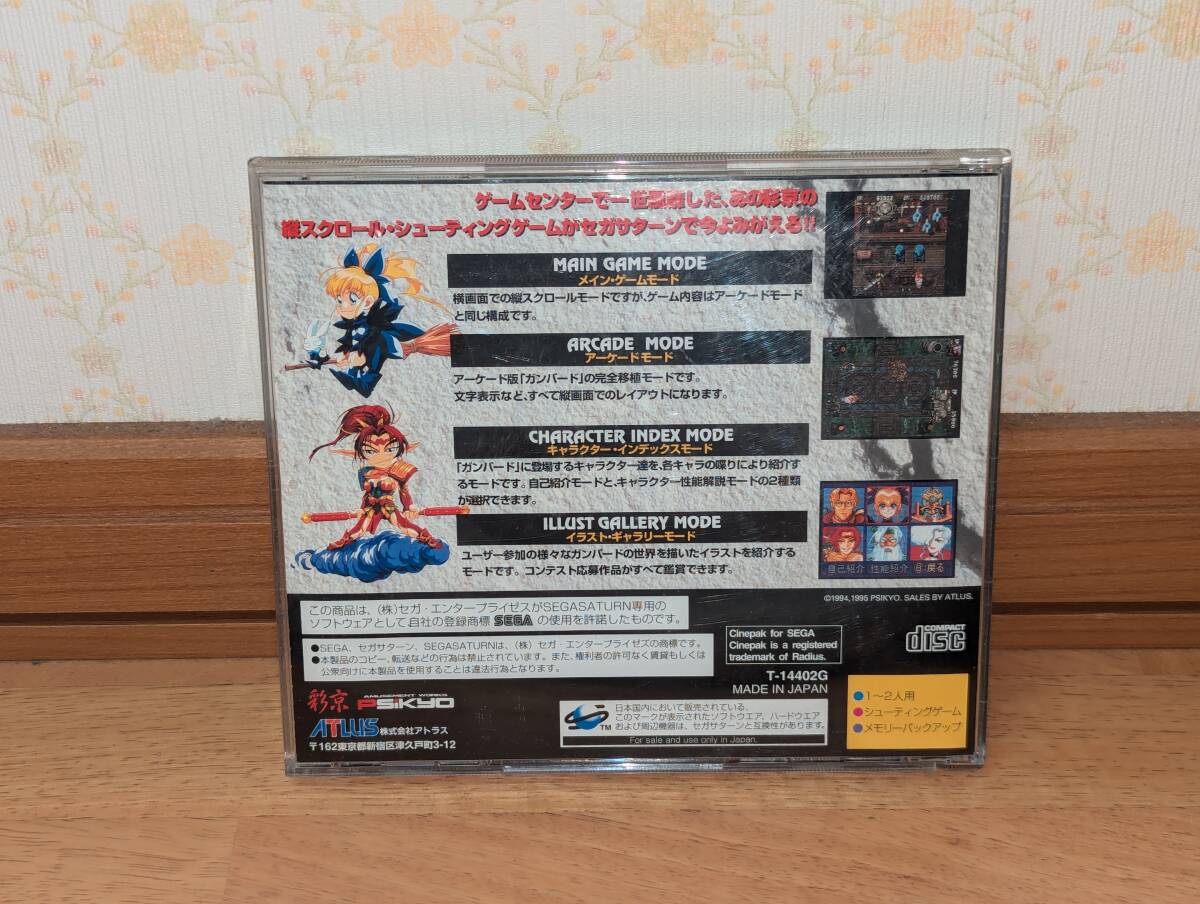 ゲームセンターで一世風靡した、あの彩京の
縦スクロール・シューティングゲームがセガサターンで今よみがえる!!
MAIN GAME MODE
メイン・ゲームモード
横画面での縦スクロールモードですが、ゲーム内容はアーケードモード
と同じ構成です。
ARCADE MODE
アーケードモード
アーケード版「ガンバード」の完全移植モードです。
文字表示など、すべて縦画面でのレイアウトになります。
CHARACTER INDEX MODE
キャラクター・インデックスモード
「ガンバード」に登場するキャラクター達を、各キャラの喋りにより紹介す
るモードです。自己紹介モードと、キャラクター性能解説モードの2種類
が選択できます。
ILLUST GALLERY MODE
イラスト・ギャラリーモード
ユーザー参加の様々なガンバードの世界を描いたイラストを紹介する
モードです。コンテスト応募作品がすべて鑑賞できます。
自己紹介 性能紹介 B:戻る
©1994,1995 PSIKYO. SALES BY ATLUS.
この商品は、(株)セガ・エンタープライゼスがSEGASATURN専用の
ソフトウェアとして、自社の登録商標 SEGA の使用を許諾したものです。
●SEGA、セガサターン、SEGASATURNは、(株)セガ・エンタープライゼスの商標です。
●本製品のコピー、転送などの行為は禁止されています。また、権利者の許可なく賃貸もしくは
公衆向けに本製品を使用することは違法行為となります。
Cinepak for SEGA
Cinepak is a registered
trademark of Radius.
COMPACT
disc
T-14402G
MADE IN JAPAN
彩京 AMUSEMENT WORKS
PSIKYO
ATLUS 株式会社アトラス
〒162東京都新宿区津久戸町3-12
TM
日本国内において販売されている、
このマークが表示されたソフトウエア、ハードウエア
および周辺機器は、セガサターンと互換性があります。
For sale and use only in Japan.
●1〜2人用
●シューティングゲーム
●メモリーバックアップ